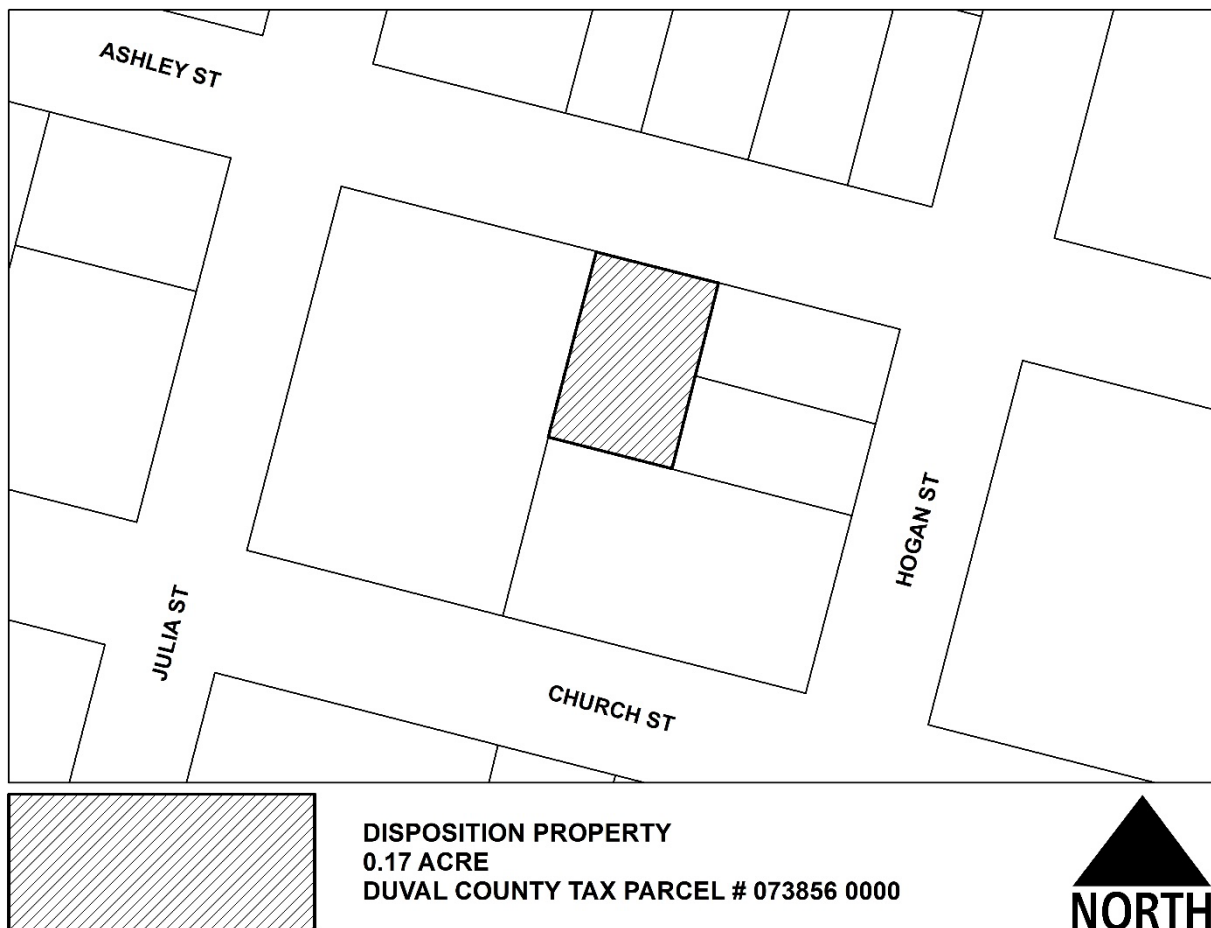 ASHLEY ST
HOGAN ST
JULIA ST
CHURCH ST
DISPOSITION PROPERTY
0.17 ACRE
DUVAL COUNTY TAX PARCEL # 073856 0000
NORTH